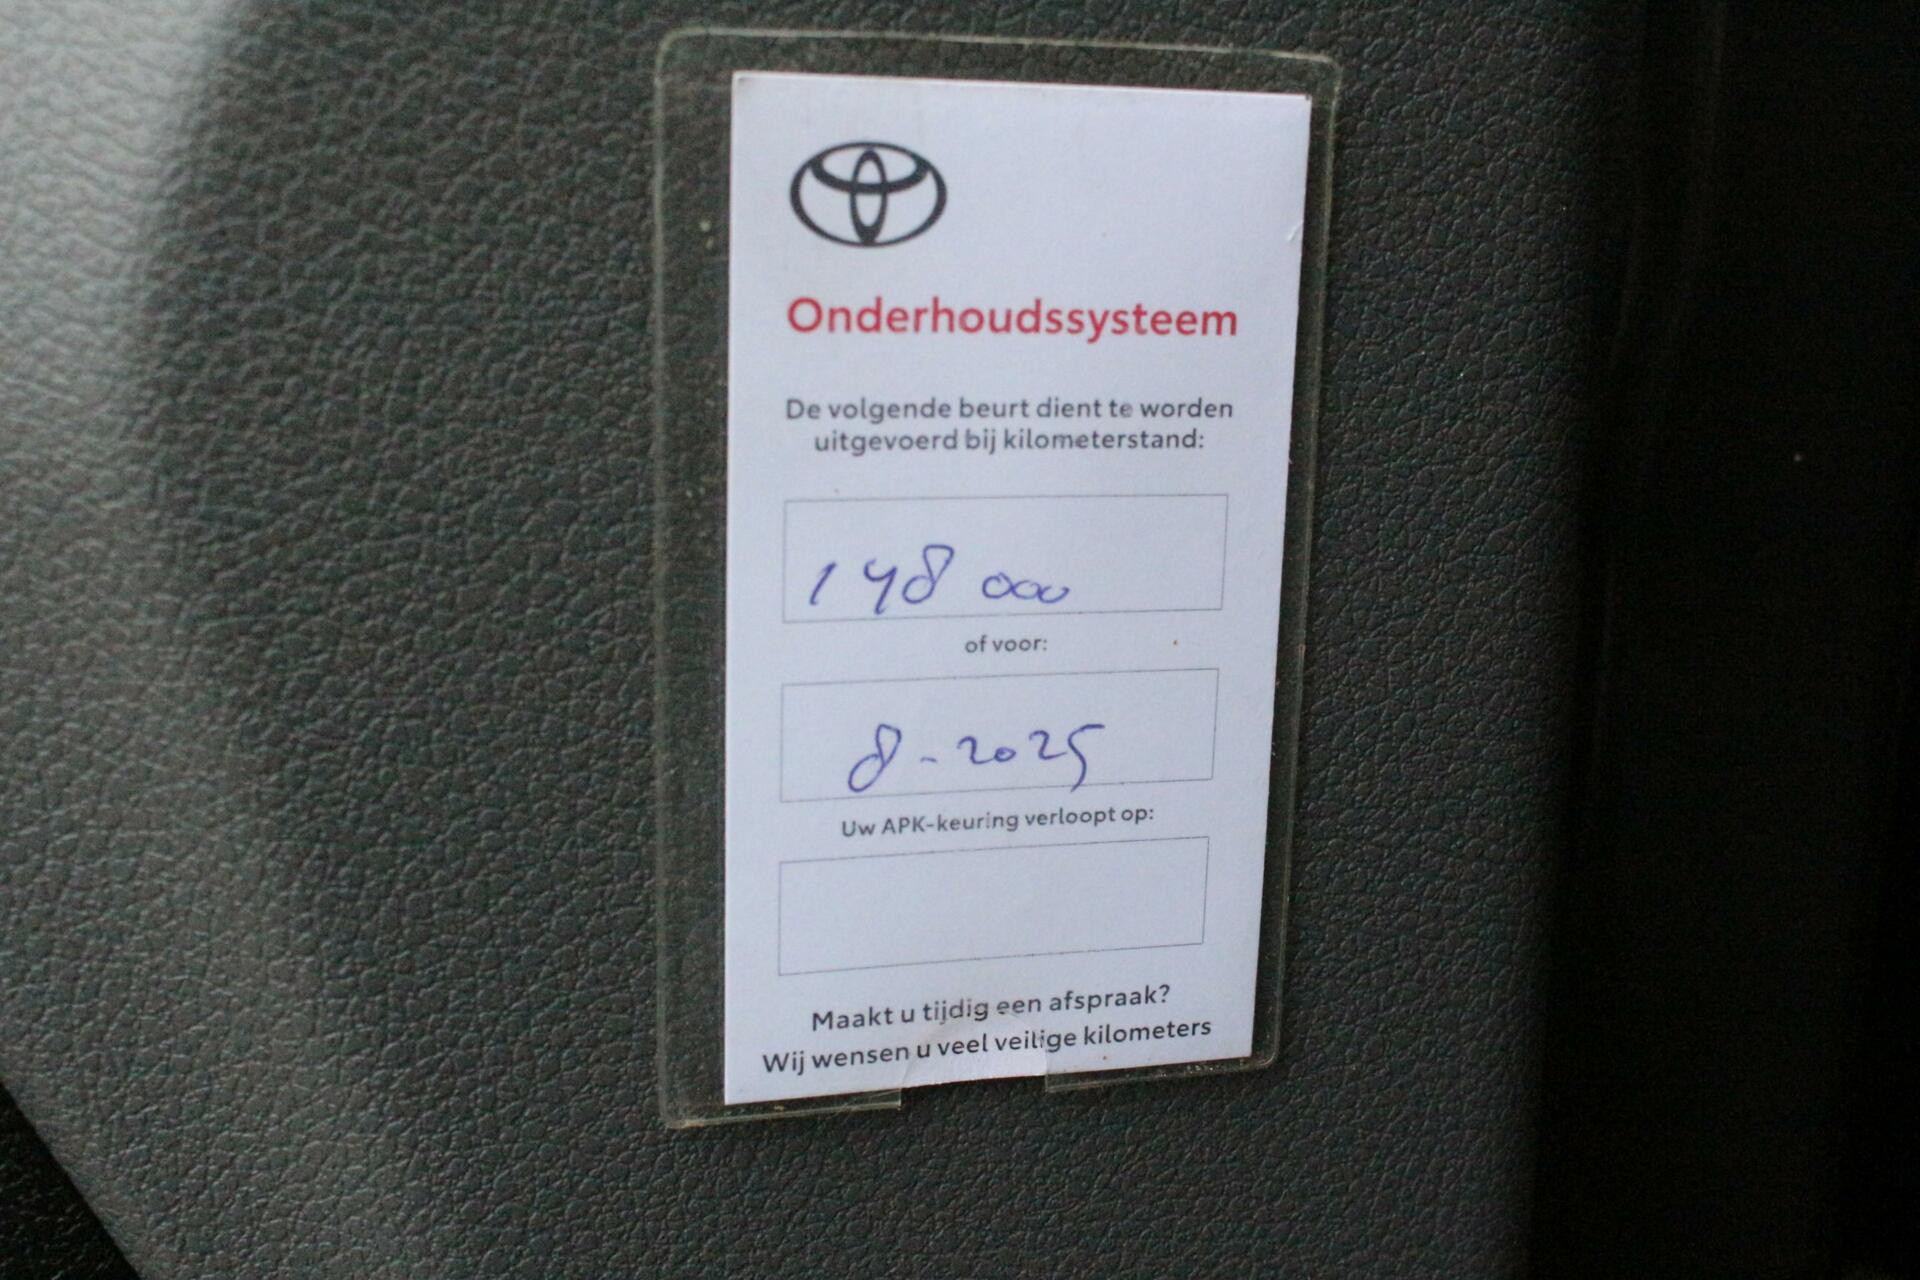 Onderhoudssysteem
De volgende beurt dient te worden
uitgevoerd bij kilometerstand:
148 000
of voor:
8-2025
Uw APK-keuring verloopt op:
Maakt u tijdig een afspraak?
Wij wensen u veel veilige kilometers